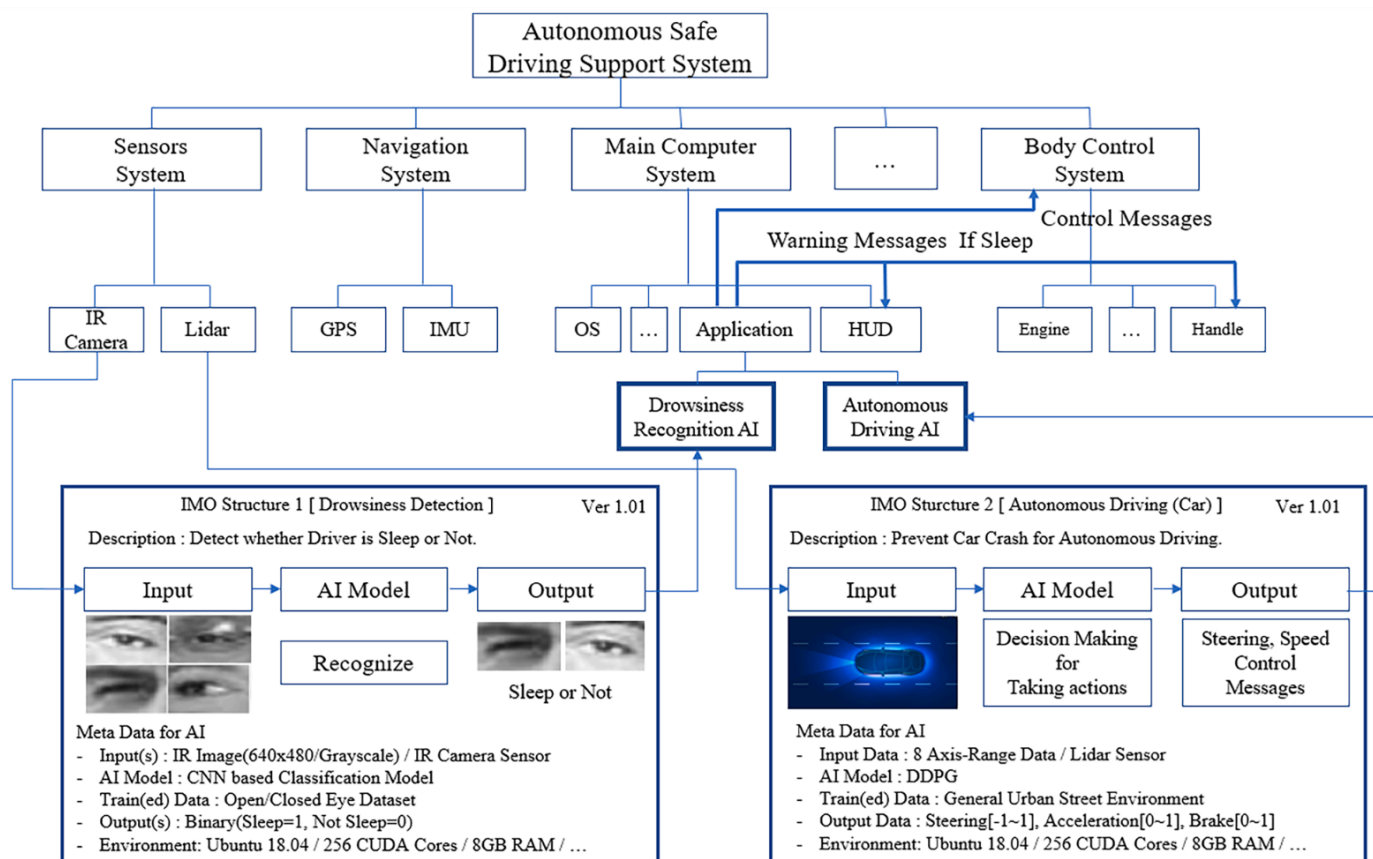 Autonomous Safe
Driving Support System
Sensors
System
Navigation
System
Main Computer
System
...
Body Control
System
Control Messages
Warning Messages If Sleep
IR
Camera
Lidar
GPS
IMU
OS
...
Application
HUD
Engine
...
Handle
Drowsiness
Recognition AI
Autonomous
Driving AI
IMO Structure 1 [ Drowsiness Detection ]
Ver 1.01
Description : Detect whether Driver is Sleep or Not.
Input
AI Model
Output
Recognize
Sleep or Not
Meta Data for AI
- Input(s) : IR Image(640x480/Grayscale) / IR Camera Sensor
- AI Model : CNN based Classification Model
- Train(ed) Data : Open/Closed Eye Dataset
- Output(s) : Binary(Sleep=1, Not Sleep=0)
- Environment: Ubuntu 18.04 / 256 CUDA Cores / 8GB RAM / ...
IMO Sturcture 2 [ Autonomous Driving (Car) ]
Ver 1.01
Description : Prevent Car Crash for Autonomous Driving.
Input
AI Model
Output
Decision Making
for
Taking actions
Steering, Speed
Control
Messages
Meta Data for AI
- Input Data : 8 Axis-Range Data / Lidar Sensor
- AI Model : DDPG
- Train(ed) Data : General Urban Street Environment
- Output Data : Steering[-1~1], Acceleration[0~1], Brake[0~1]
- Environment: Ubuntu 18.04 / 256 CUDA Cores / 8GB RAM / ...